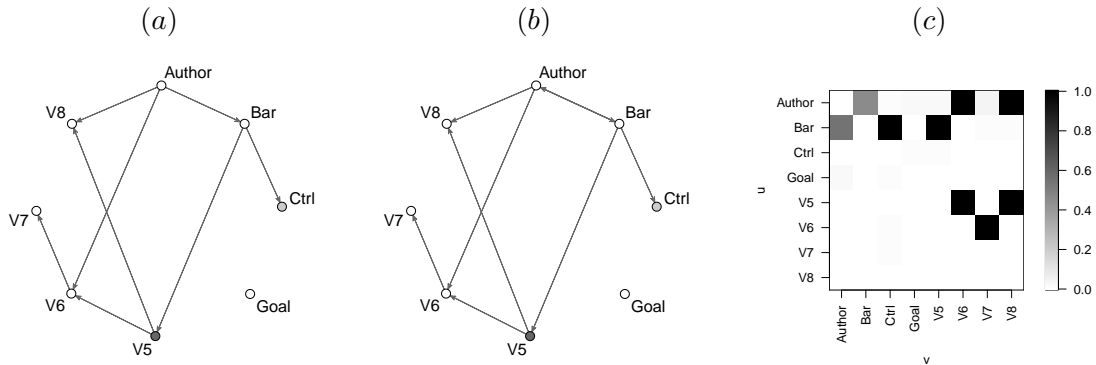 (a)
Author
V8
Bar
Ctrl
V7
V6
Goal
V5
(b)
Author
V8
Bar
Ctrl
V7
V6
Goal
V5
(c)
Author
Bar
Ctrl
Goal
V5
V6
V7
V8
u
Author
Bar
Ctrl
Goal
V5
V6
V7
V8
v
1.0
0.8
0.6
0.4
0.2
0.0